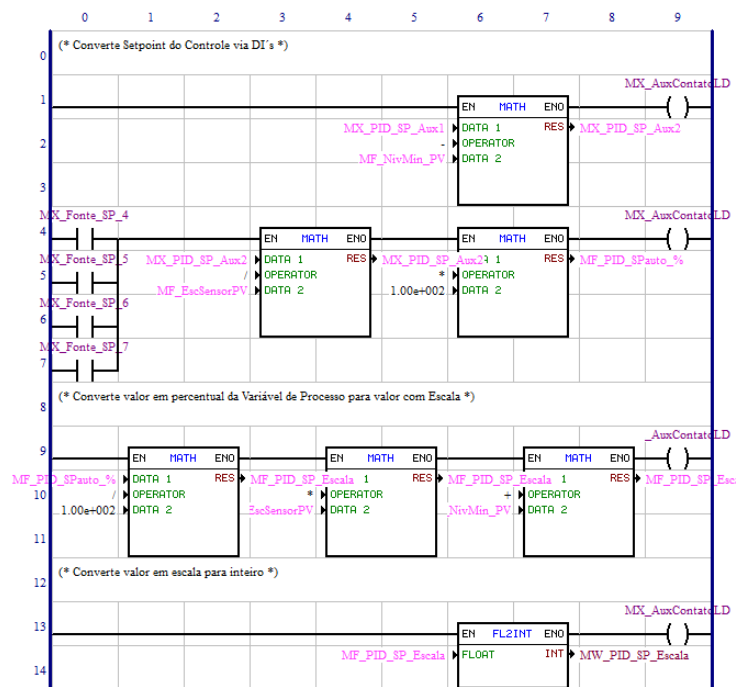 0 1 2 3 4 5 6 7 8 9
0 (* Converte Setpoint do Controle via DI´s *)
MX_AuxContatoLD
1 EN MATH ENO
MX_PID_SP_Aux1 DATA 1 RES MX_PID_SP_Aux2
2 - OPERATOR
MF_NivMin_PV DATA 2
3
MX_Fonte_SP_4 MX_AuxContatoLD
4 EN MATH ENO EN MATH ENO
MX_Fonte_SP_5 MX_PID_SP_Aux2 DATA 1 RES MX_PID_SP_Aux2 1 RES MF_PID_SPauto_%
5 / OPERATOR * OPERATOR
MF_EscSensorPV DATA 2 1.00e+002 DATA 2
MX_Fonte_SP_6
6
MX_Fonte_SP_7
7
8 (* Converte valor em percentual da Variável de Processo para valor com Escala *)
_AuxContatoLD
9 EN MATH ENO EN MATH ENO EN MATH ENO
MF_PID_SPauto_% DATA 1 RES MF_PID_SP_Escala 1 RES MF_PID_SP_Escala 1 RES MF_PID_SP_Esc
10 / OPERATOR * OPERATOR + OPERATOR
1.00e+002 DATA 2 EscSensorPV DATA 2 NivMin_PV DATA 2
11
12 (* Converte valor em escala para inteiro *)
MX_AuxContatoLD
13 EN FL2INT ENO
MF_PID_SP_Escala FLOAT INT MW_PID_SP_Escala
14